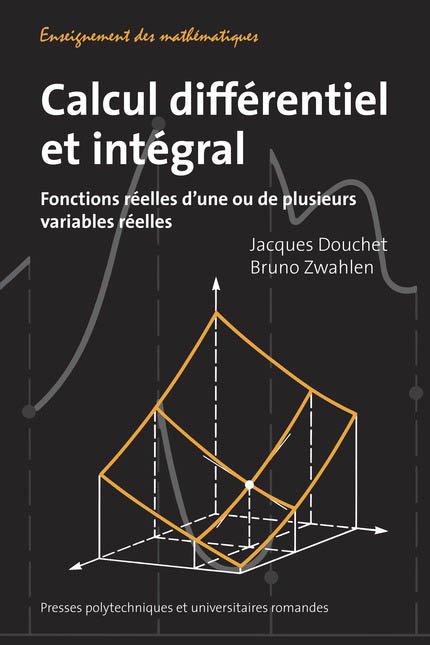 Enseignement des mathématiques
Calcul différentiel
et intégral
Fonctions réelles d’une ou de plusieurs
variables réelles
Jacques Douchet
Bruno Zwahlen
Presses polytechniques et universitaires romandes